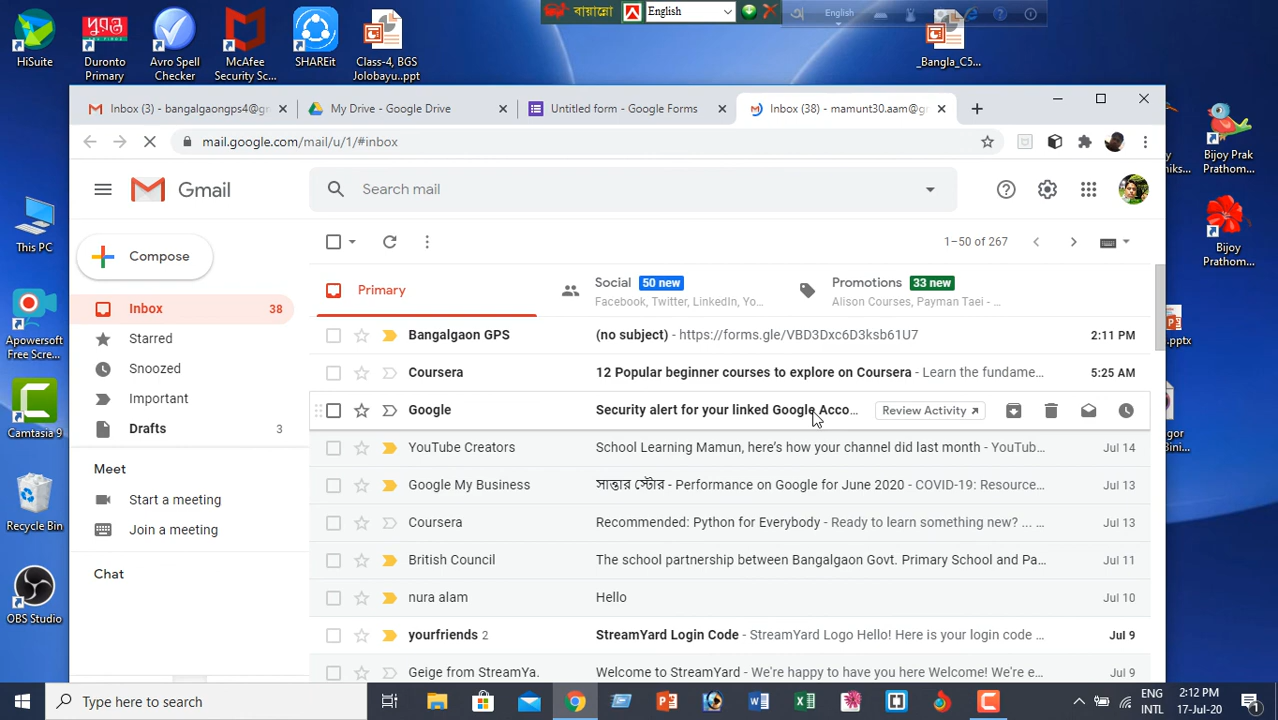 HiSuite
Duronto
Primary
Avro Spell
Checker
McAfee
Security Sc...
SHAREit
Class-4, BGS
Jolobayu..ppt
বায়ান্নো
English
English
_Bangla_C5...
Inbox (3) - bangalgaongps4@gr
My Drive - Google Drive
Untitled form - Google Forms
Inbox (38) - mamunt30.aam@g
mail.google.com/mail/u/1/#inbox
Bijoy Prak
Prathom...
This PC
Gmail
Search mail
Bijoy
Prathom...
Compose
1–50 of 267
Inbox 38
Primary
Social 50 new
Facebook, Twitter, LinkedIn, Yo...
Promotions 33 new
Alison Courses, Payman Taei - ...
Starred
Bangalgaon GPS (no subject) - https://forms.gle/VBD3Dxc6D3ksb61U7 2:11 PM
Apowersoft
Free Scre...
.pptx
Snoozed
Coursera 12 Popular beginner courses to explore on Coursera - Learn the fundame... 5:25 AM
Important
Google Security alert for your linked Google Acco... Review Activity
Drafts 3
Camtasia 9
YouTube Creators School Learning Mamun, here's how your channel did last month - YouTub... Jul 14
Meet
Google My Business সাত্তার স্টোর - Performance on Google for June 2020 - COVID-19: Resource... Jul 13
Start a meeting
Recycle Bin
Coursera Recommended: Python for Everybody - Ready to learn something new? ... ... Jul 13
Join a meeting
British Council The school partnership between Bangalgaon Govt. Primary School and Pa... Jul 11
Chat
nura alam Hello Jul 10
OBS Studio
yourfriends 2 StreamYard Login Code - StreamYard Logo Hello! Here is your login code ... Jul 9
Geige from StreamYa. Welcome to StreamYard - We're happy to have you here Welcome! We're e... Jul 9
Type here to search
ENG
INTL
2:12 PM
17-Jul-20
1